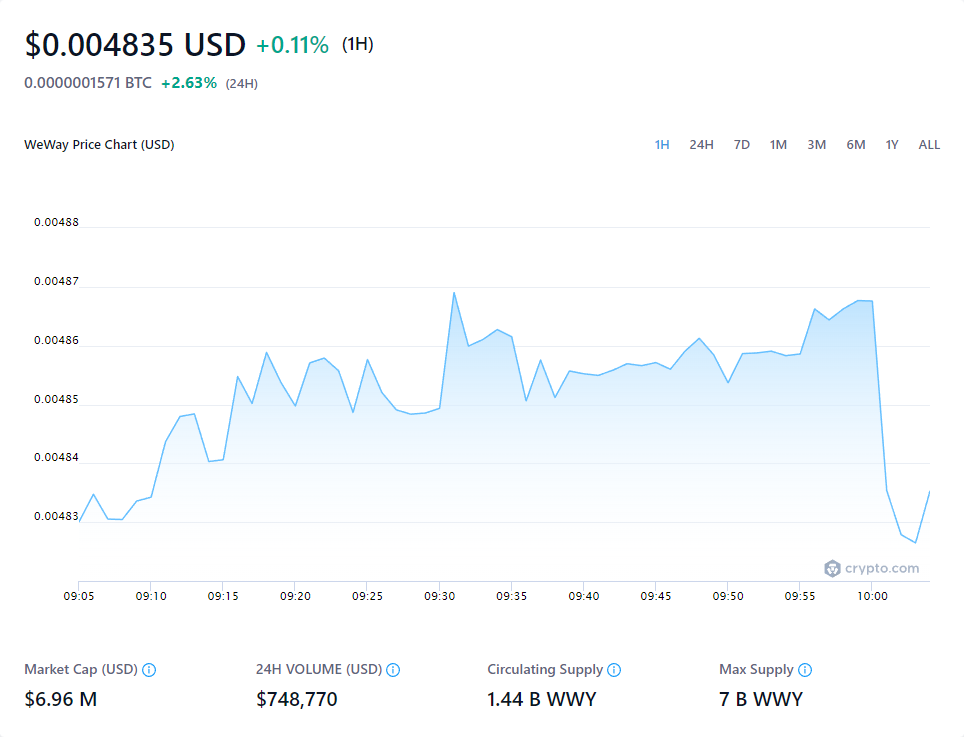 $0.004835 USD +0.11% (1H)
0.0000001571 BTC +2.63% (24H)
WeWay Price Chart (USD) 1H 24H 7D 1M 3M 6M 1Y ALL
0.00488
0.00487
0.00486
0.00485
0.00484
0.00483
crypto.com
09:05 09:10 09:15 09:20 09:25 09:30 09:35 09:40 09:45 09:50 09:55 10:00
Market Cap (USD) 24H VOLUME (USD) Circulating Supply Max Supply
$6.96 M $748,770 1.44 B WWY 7 B WWY